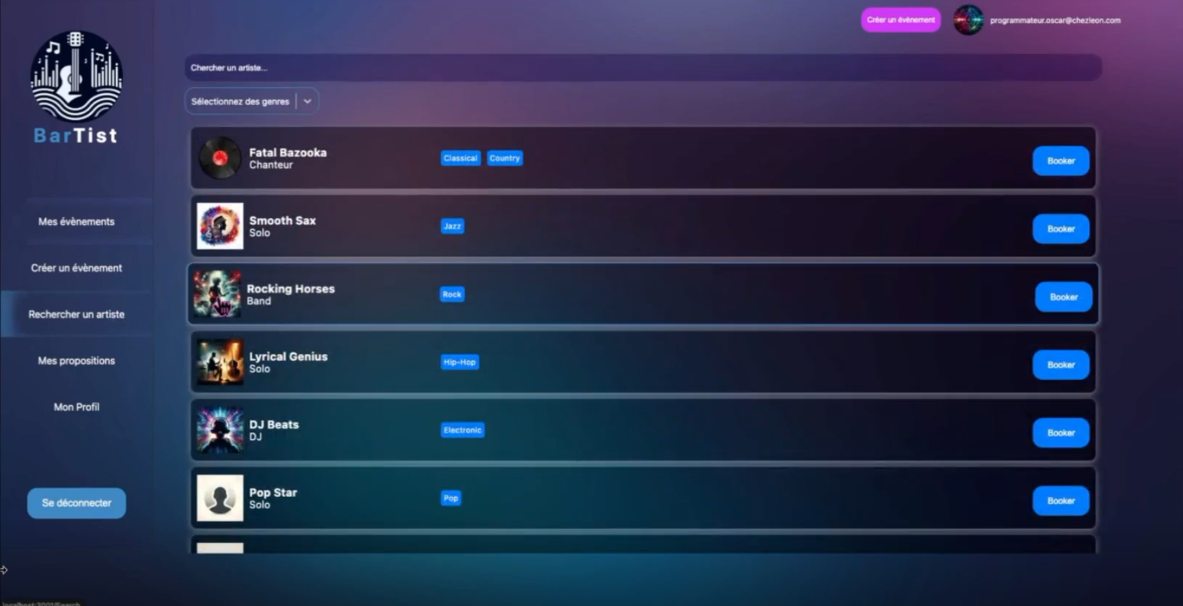 Créer un évènement
programmateur.oscar@chezleon.com
BarTist
Chercher un artiste...
Sélectionnez des genres
Mes évènements
Créer un évènement
Rechercher un artiste
Mes propositions
Mon Profil
Se déconnecter
Fatal Bazooka
Chanteur
Classical Country
Booker
Smooth Sax
Solo
Jazz
Booker
Rocking Horses
Band
Rock
Booker
Lyrical Genius
Solo
Hip-Hop
Booker
DJ Beats
DJ
Electronic
Booker
Pop Star
Solo
Pop
Booker